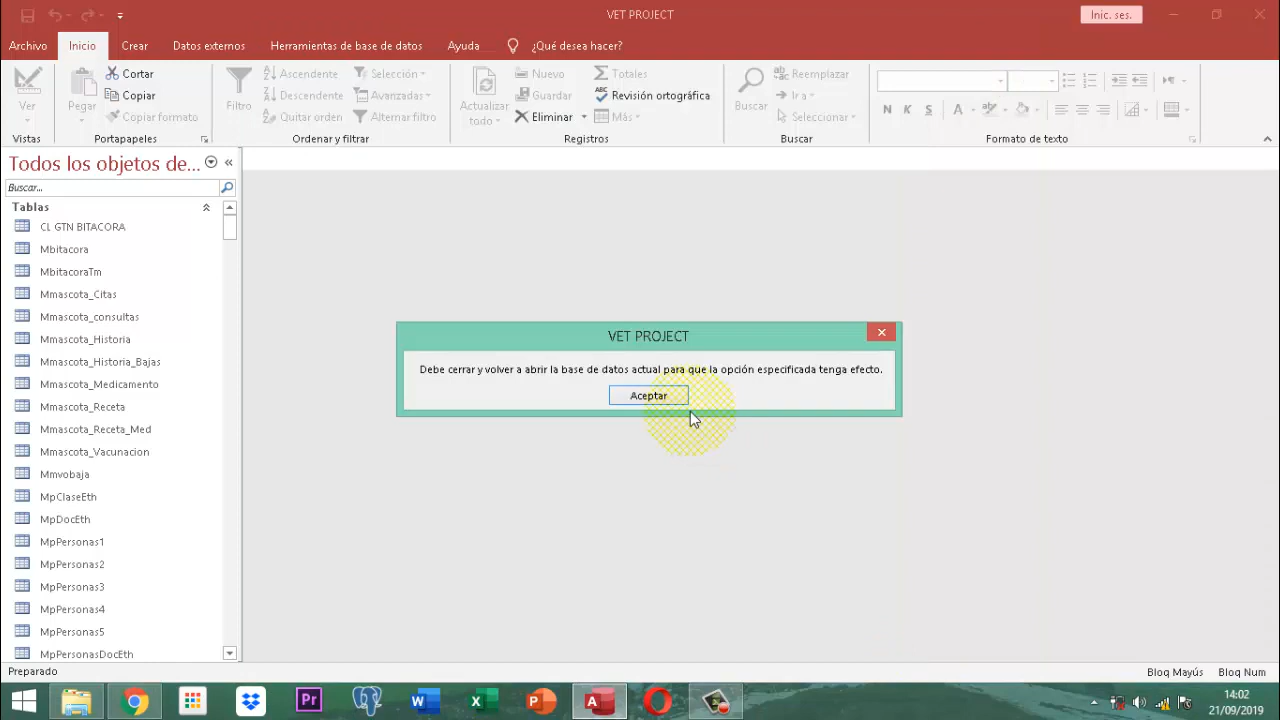 VET PROJECT
Inic. ses.
Archivo
Inicio
Crear
Datos externos
Herramientas de base de datos
Ayuda
¿Qué desea hacer?
Ver
Pegar
Cortar
Copiar
Copiar formato
Filtro
Ascendente
Descendente
Quitar orden
Selección
Avanzadas
Alternar filtro
Actualizar todo
Nuevo
Guardar
Eliminar
Totales
Revisión ortográfica
Más
Buscar
Reemplazar
Ir a
Seleccionar
N K S
A
Vistas
Portapapeles
Ordenar y filtrar
Registros
Buscar
Formato de texto
Todos los objetos de...
Buscar...
Tablas
CL GTN BITACORA
Mbitacora
MbitacoraTm
Mmascota_Citas
Mmascota_consultas
Mmascota_Historia
Mmascota_Historia_Bajas
Mmascota_Medicamento
Mmascota_Receta
Mmascota_Receta_Med
Mmascota_Vacunacion
Mmvobaja
MpClaseEth
MpDocEth
MpPersonas1
MpPersonas2
MpPersonas3
MpPersonas4
MpPersonas5
MpPersonasDocEth
VET PROJECT
Debe cerrar y volver a abrir la base de datos actual para que la opción especificada tenga efecto.
Aceptar
Preparado
Bloq Mayús
Bloq Num
Pr
14:02
21/09/2019